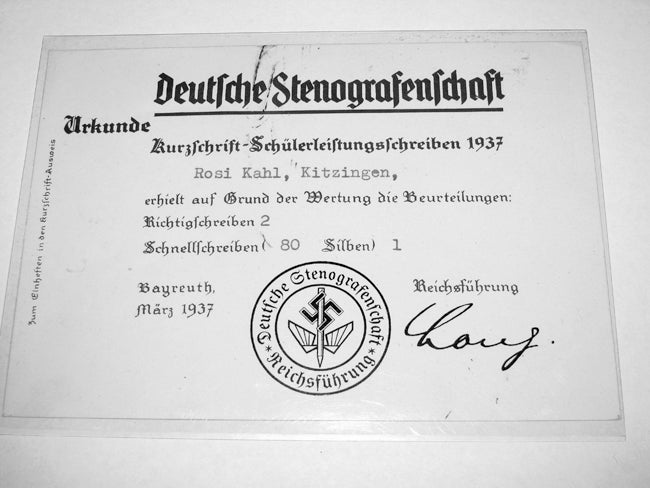 Deutsche Stenografenschaft
Urkunde
Kurzschrift-Schülerleistungsschreiben 1937
Rosi Kahl, Kitzingen,
erhielt auf Grund der Wertung die Beurteilungen:
Richtigschreiben 2
Schnellschreiben ( 80 Silben) 1
Bayreuth,
März 1937
Reichsführung
Deutsche Stenografenschaft
* Reichsführung *
Lang.
Zum Einheften in den Kurzschrift-Ausweis